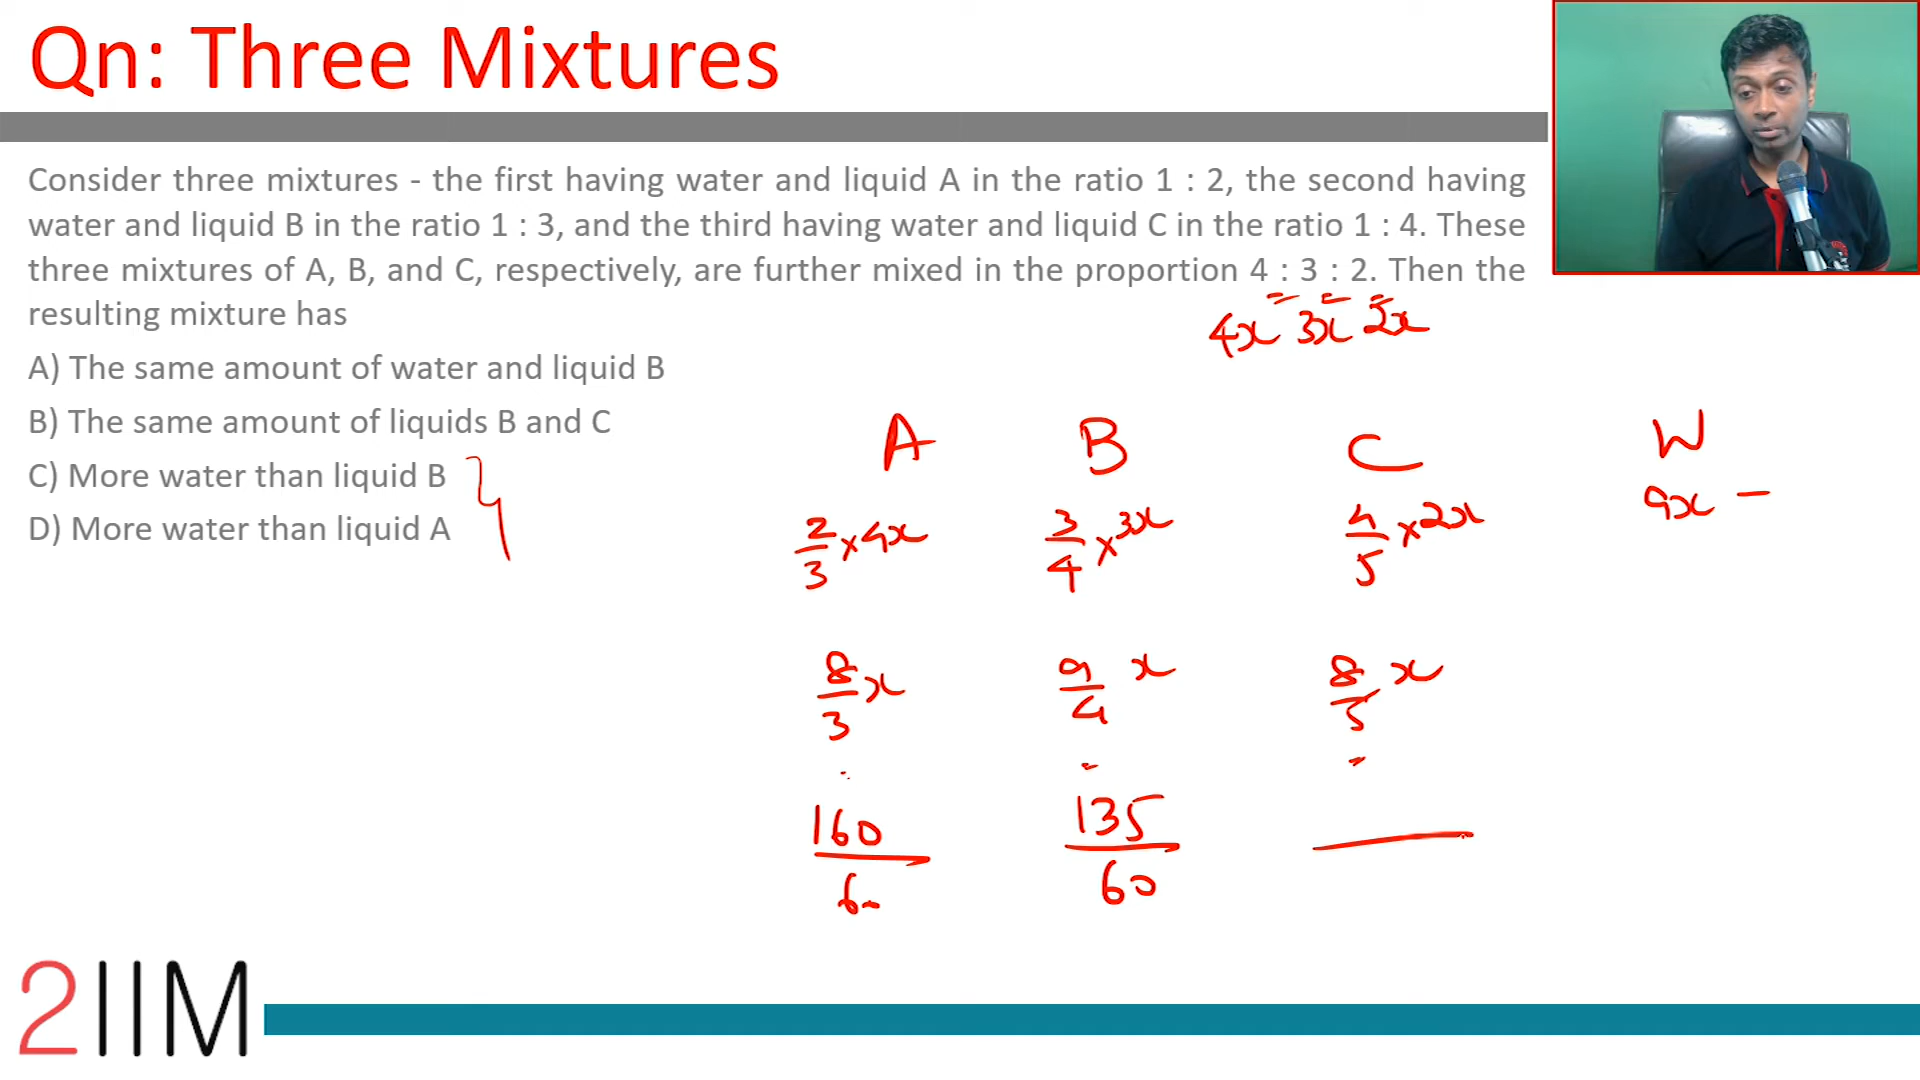 Qn: Three Mixtures
Consider three mixtures - the first having water and liquid A in the ratio 1 : 2, the second having
water and liquid B in the ratio 1 : 3, and the third having water and liquid C in the ratio 1 : 4. These
three mixtures of A, B, and C, respectively, are further mixed in the proportion 4 : 3 : 2. Then the
resulting mixture has
4x 3x 2x
A) The same amount of water and liquid B
B) The same amount of liquids B and C
C) More water than liquid B
D) More water than liquid A
A B C W
2/3 × 4x 3/4 × 3x 4/5 × 2x 9x -
8/3 x 9/4 x 8/5 x
160/60 135/60
2IIM